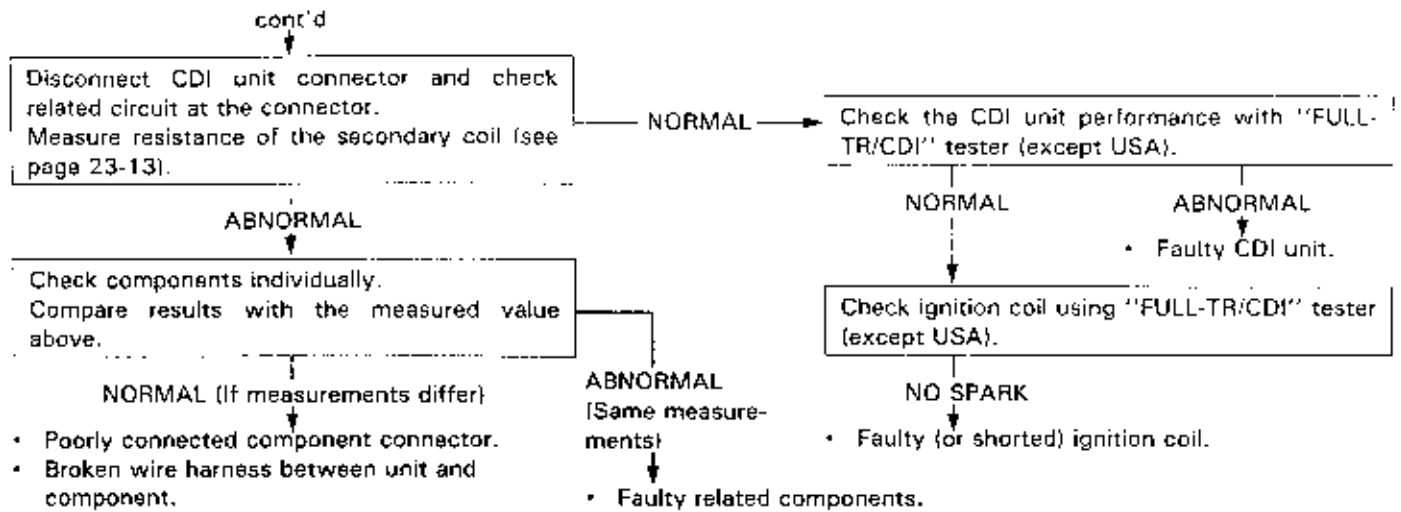 cont'd
Disconnect CDI unit connector and check
related circuit at the connector.
Measure resistance of the secondary coil (see
page 23-13).
NORMAL
Check the CDI unit performance with "FULL-
TR/CDI" tester (except USA).
ABNORMAL
NORMAL
ABNORMAL
• Faulty CDI unit.
Check components individually.
Compare results with the measured value
above.
Check ignition coil using "FULL-TR/CDI" tester
(except USA).
NORMAL (If measurements differ)
ABNORMAL
(Same measure-
ments)
NO SPARK
• Poorly connected component connector.
• Broken wire harness between unit and
component.
• Faulty (or shorted) ignition coil.
• Faulty related components.